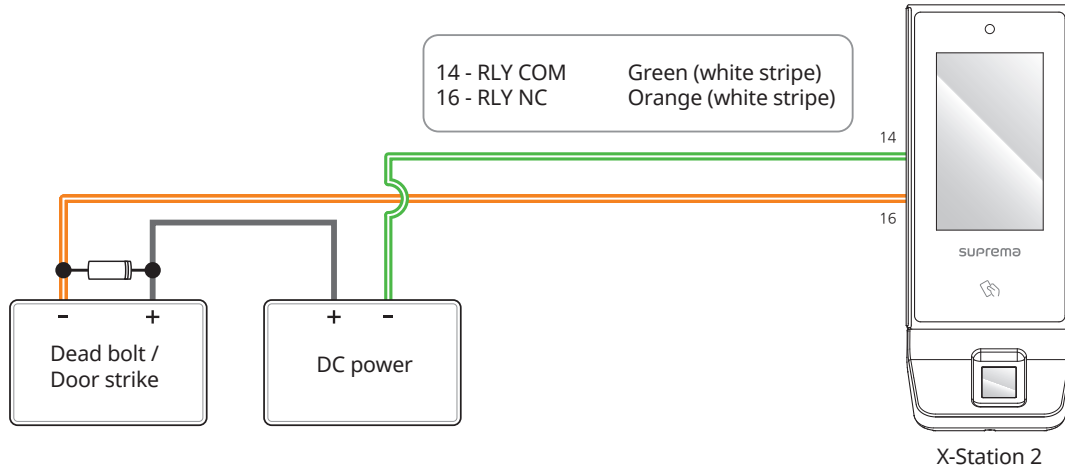 14 - RLY COM Green (white stripe)
16 - RLY NC Orange (white stripe)
14
16
suprema
- +
Dead bolt /
Door strike
+ -
DC power
X-Station 2